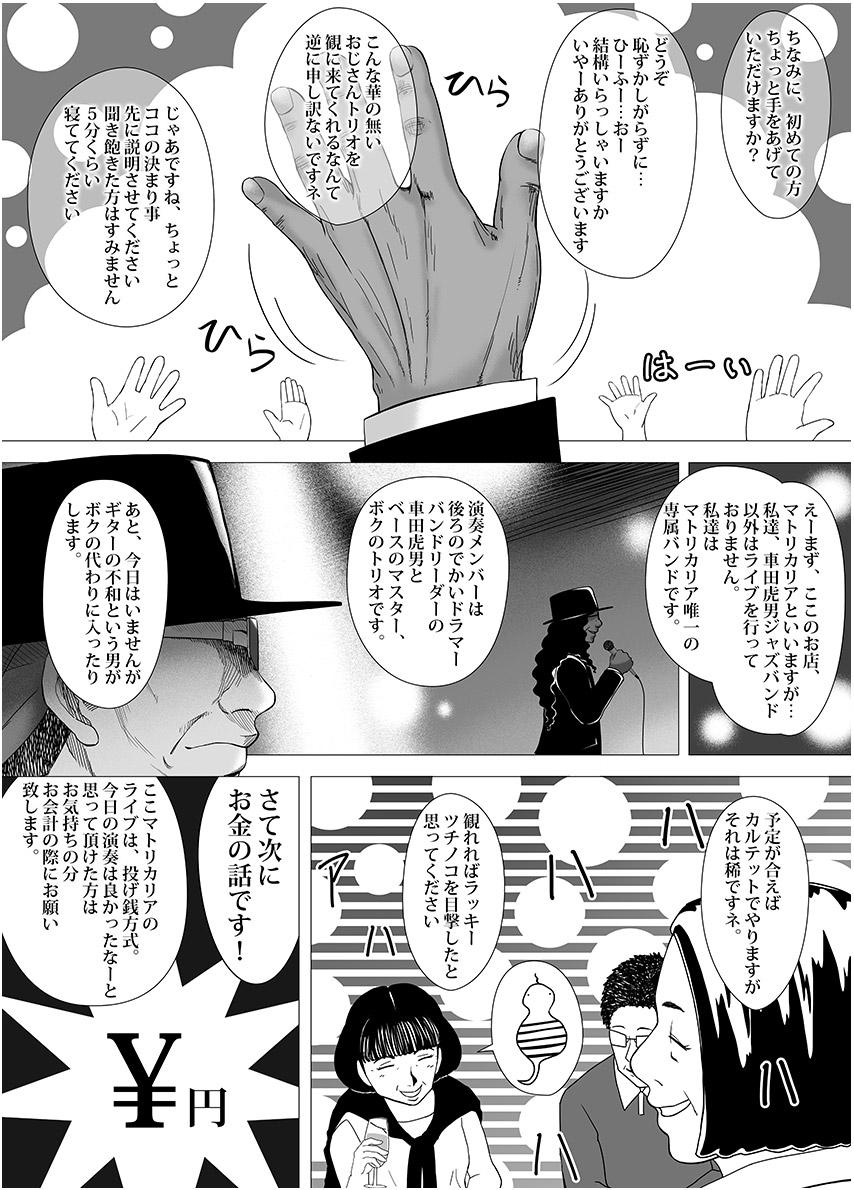 ちなみに、初めての方
ちょっと手をあげて
いただけますか?
どうぞ
恥ずかしがらずに…
ひーふー…おー
結構いらっしゃいますか
いやーありがとうございます
ひら
こんな華の無い
おじさんトリオを
観に来てくれるなんて
逆に申し訳ないですネ
じゃあですね、ちょっと
ココの決まり事
先に説明させてください
聞き飽きた方はすみません
5分くらい
寝ててください
ひら
はーい
えーまず、ここのお店、
マトリカリアといいますが…
私達、車田虎男ジャズバンド
以外はライブを行って
おりません。
マトリカリア唯一の
私達は
専属バンドです。
演奏メンバーは
後ろのでかいドラマー
バンドリーダーの
車田虎男と
ベースのマスター、
ボクのトリオです。
あと、今日はいませんが
ギターの不和という男が
ボクの代わりに入ったり
します。
予定が合えば
カルテットでやりますが
それは稀ですネ。
ハハ
観れればラッキー
ツチノコを目撃したと
思ってください
ア
ハハ
ハハ
さて次に
お金の話です!
ここマトリカリアの
ライブは、投げ銭方式。
今日の演奏は良かったなーと
思って頂けた方は
お気持ちの分
お会計の際にお願い
致します。
¥円